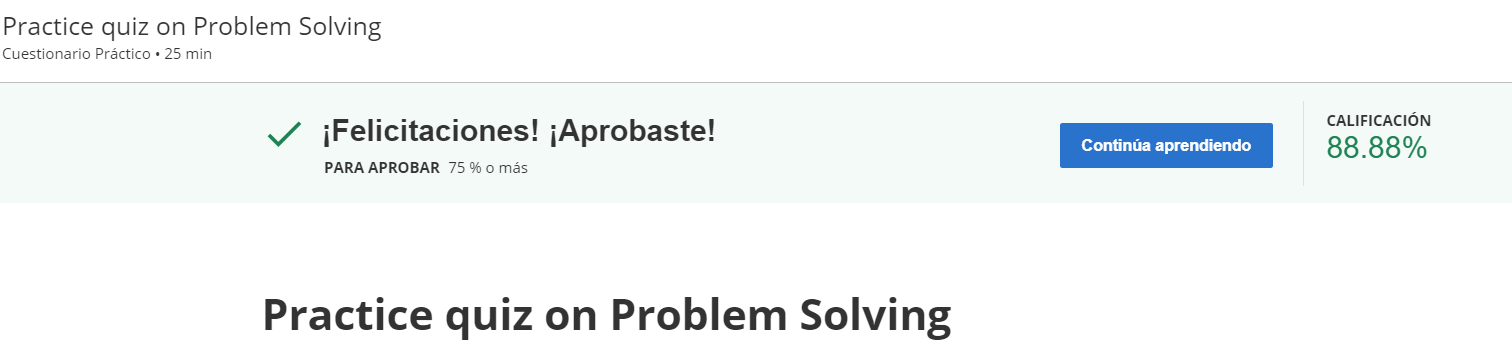 Practice quiz on Problem Solving
Cuestionario Práctico • 25 min
¡Felicitaciones! ¡Aprobaste!
PARA APROBAR 75 % o más
Continúa aprendiendo
CALIFICACIÓN
88.88%
Practice quiz on Problem Solving